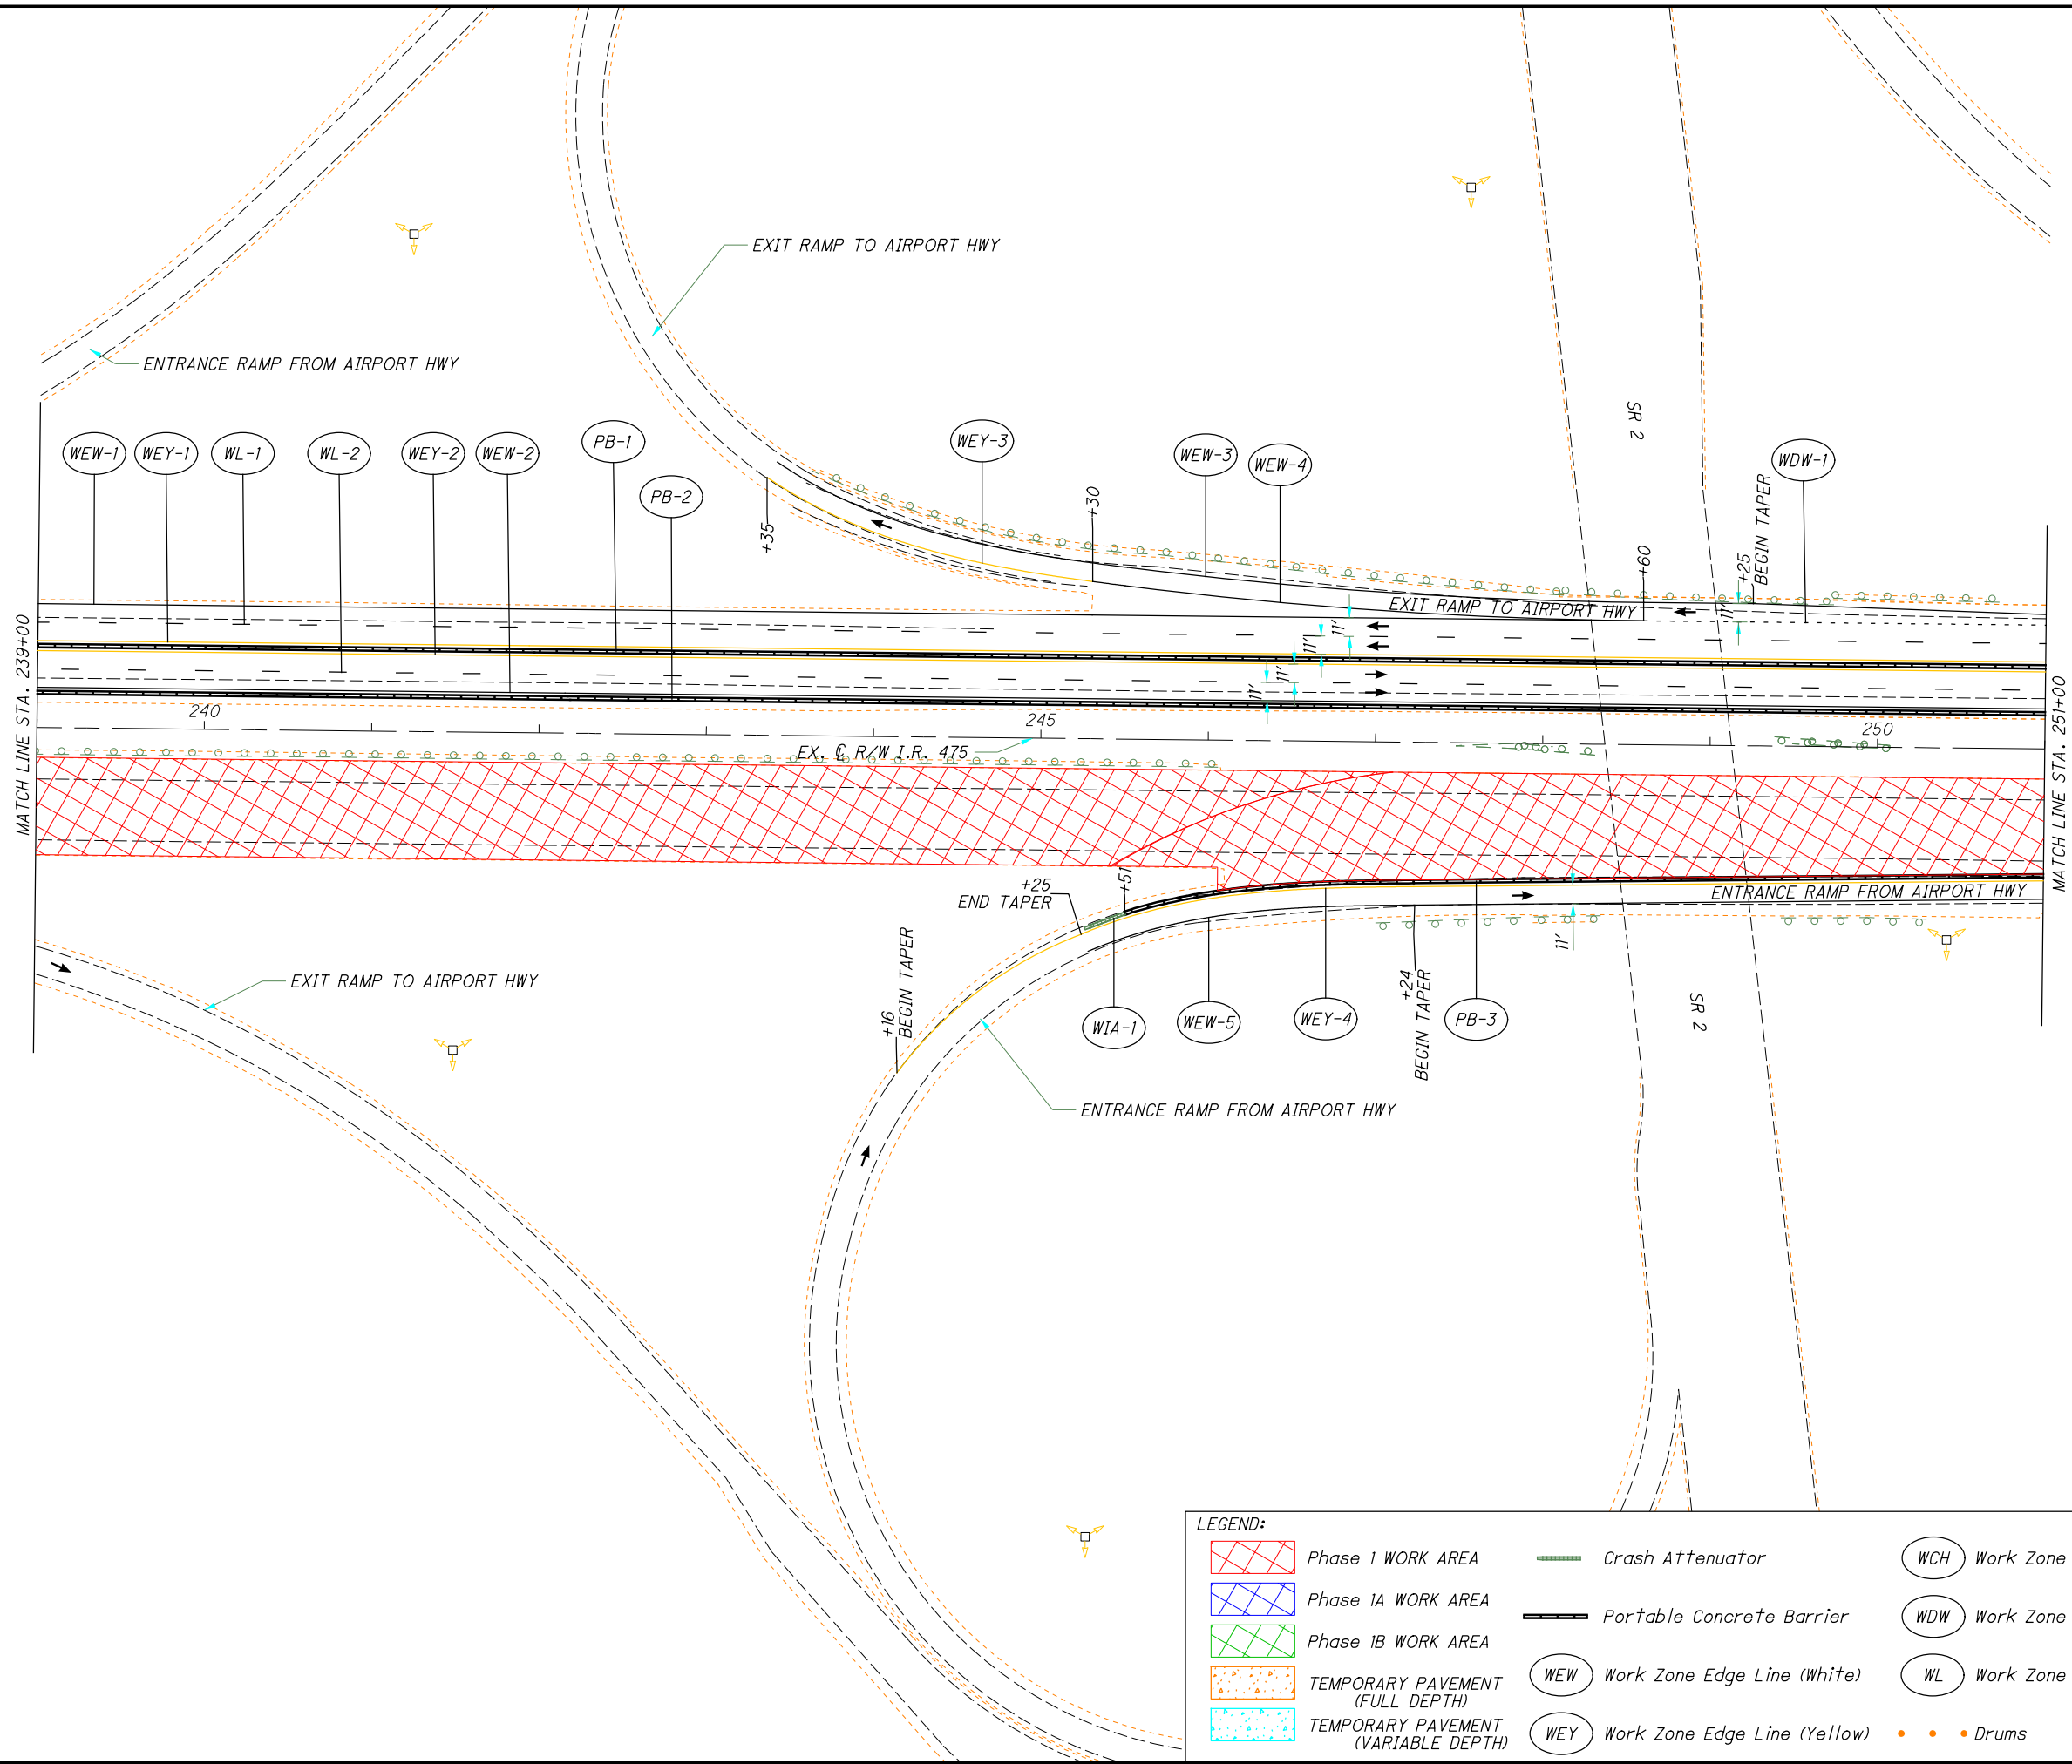 EXIT RAMP TO AIRPORT HWY
ENTRANCE RAMP FROM AIRPORT HWY
SR 2
WEW-1
WEY-1
WL-1
WL-2
WEY-2
WEW-2
PB-1
PB-2
WEY-3
WEW-3
WEW-4
WDW-1
+35
+30
+60
+25
BEGIN TAPER
EXIT RAMP TO AIRPORT HWY
11'
11'
11'
11'
11'
MATCH LINE STA. 239+00
MATCH LINE STA. 251+00
240
245
250
EX. ℄ R/W I.R. 475
+25
END TAPER
+51
ENTRANCE RAMP FROM AIRPORT HWY
11'
+16
BEGIN TAPER
+24
BEGIN TAPER
EXIT RAMP TO AIRPORT HWY
WIA-1
WEW-5
WEY-4
PB-3
SR 2
ENTRANCE RAMP FROM AIRPORT HWY
LEGEND:
Phase 1 WORK AREA
Phase 1A WORK AREA
Phase 1B WORK AREA
TEMPORARY PAVEMENT
(FULL DEPTH)
TEMPORARY PAVEMENT
(VARIABLE DEPTH)
Crash Attenuator
Portable Concrete Barrier
WEW Work Zone Edge Line (White)
WEY Work Zone Edge Line (Yellow)
WCH Work Zone
WDW Work Zone
WL Work Zone
Drums